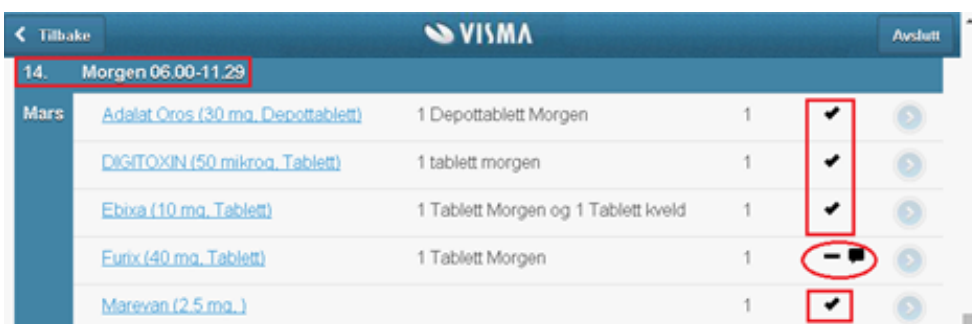 Tilbake VISMA Avslutt
14. Morgen 06.00-11.29
Mars Adalat Oros (30 mg, Depottablett) 1 Depottablett Morgen 1
DIGITOXIN (50 mikrog, Tablett) 1 tablett morgen 1
Ebixa (10 mg, Tablett) 1 Tablett Morgen og 1 Tablett kveld 1
Furix (40 mg, Tablett) 1 Tablett Morgen 1
Marevan (2.5 mg, ) 1